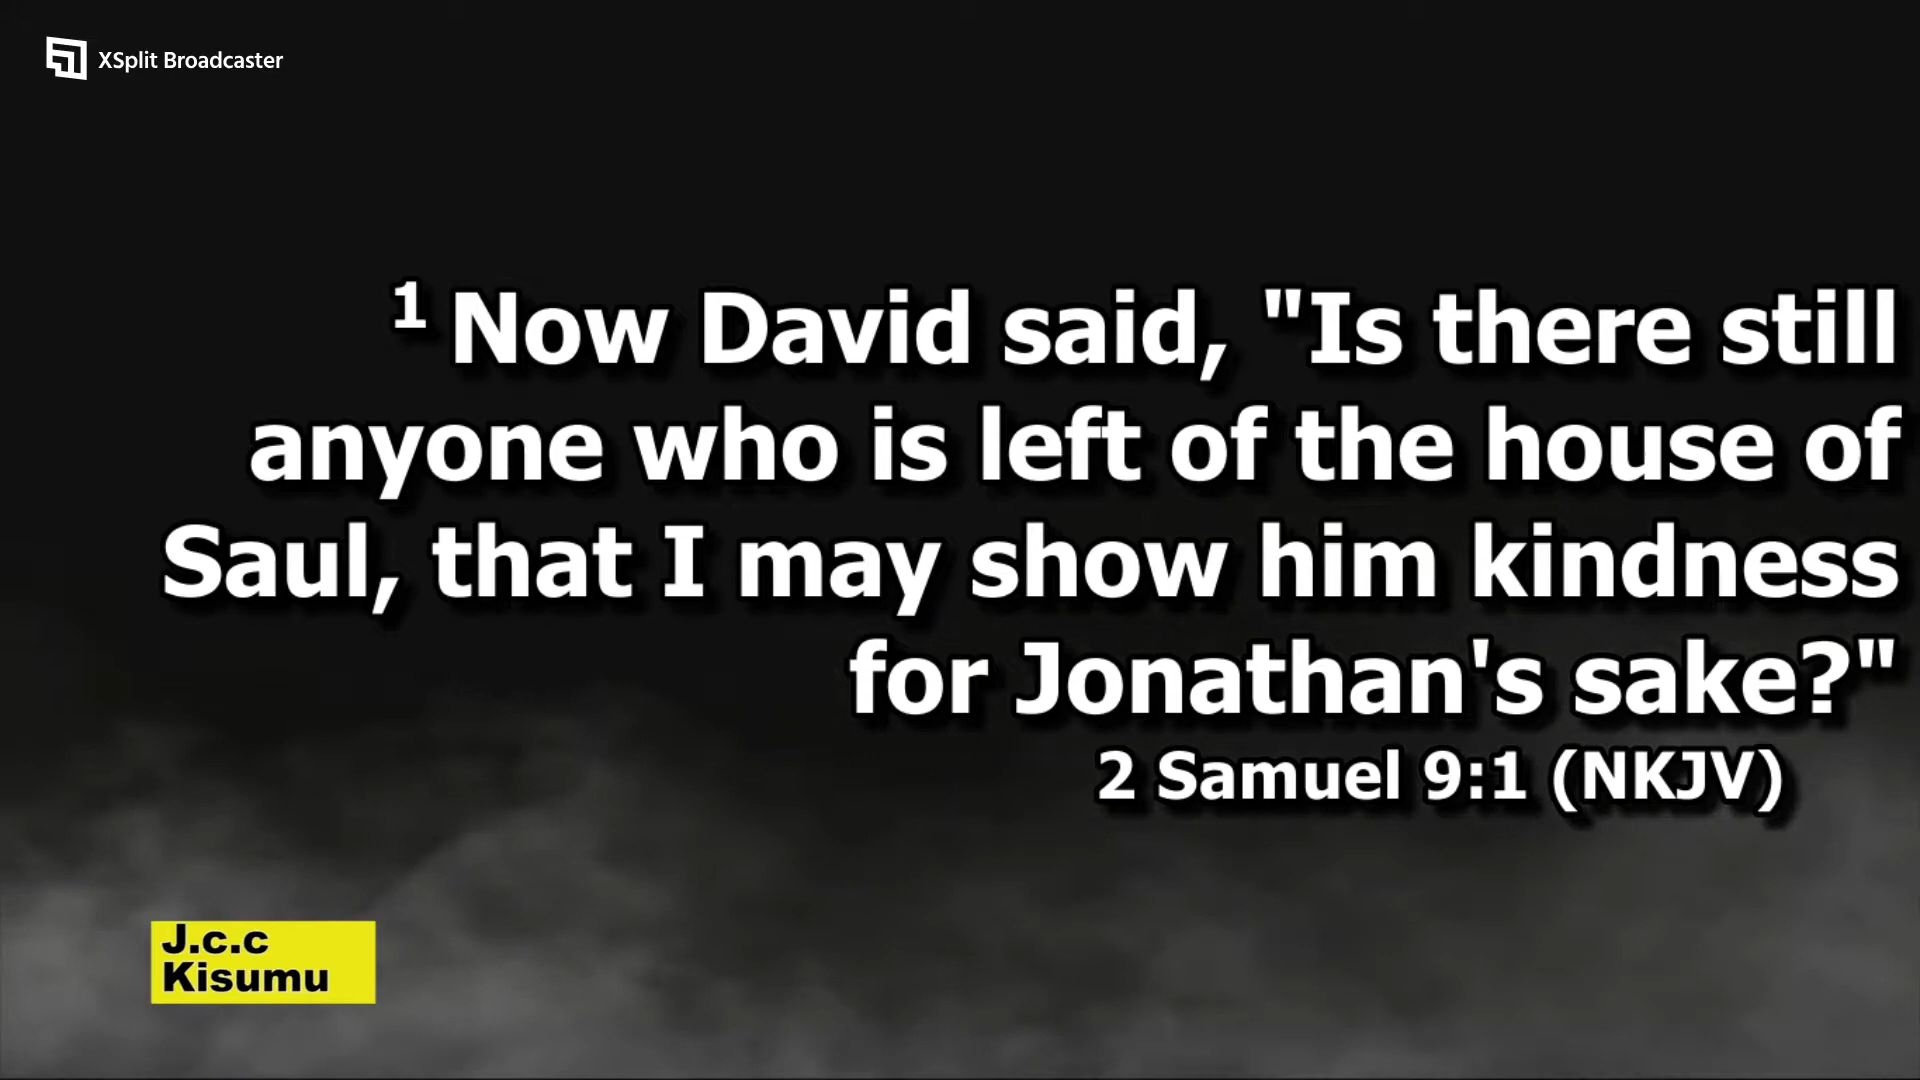 XSplit Broadcaster
1 Now David said, "Is there still
anyone who is left of the house of
Saul, that I may show him kindness
for Jonathan's sake?"
2 Samuel 9:1 (NKJV)
J.c.c
Kisumu